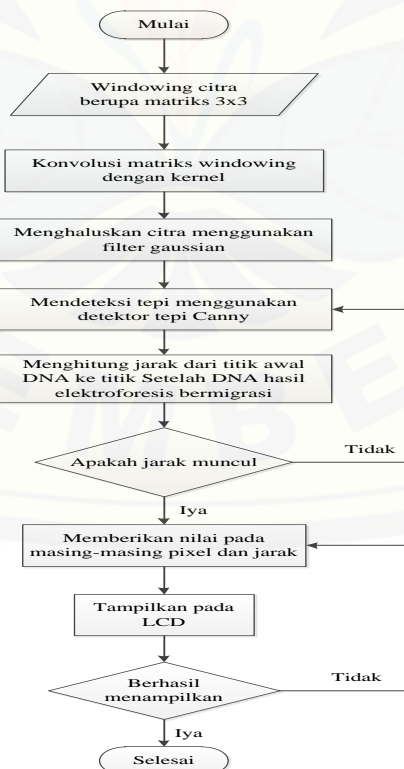 Mulai
Windowing citra
berupa matriks 3x3
Konvolusi matriks windowing
dengan kernel
Menghaluskan citra menggunakan
filter gaussian
Mendeteksi tepi menggunakan
detektor tepi Canny
Menghitung jarak dari titik awal
DNA ke titik Setelah DNA hasil
elektroforesis bermigrasi
Apakah jarak muncul
Tidak
Iya
Memberikan nilai pada
masing-masing pixel dan jarak
Tampilkan pada
LCD
Berhasil
menampilkan
Tidak
Iya
Selesai